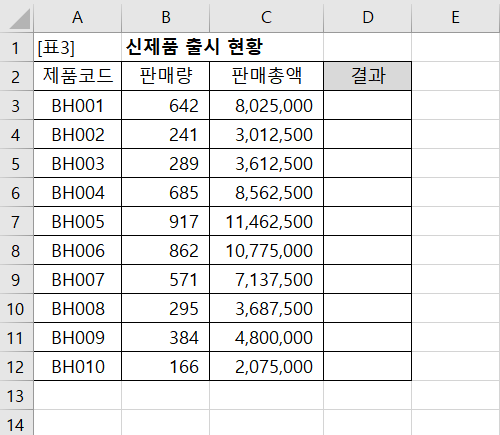 A B C D E
1 [표3] 신제품 출시 현황
2 제품코드 판매량 판매총액 결과
3 BH001 642 8,025,000
4 BH002 241 3,012,500
5 BH003 289 3,612,500
6 BH004 685 8,562,500
7 BH005 917 11,462,500
8 BH006 862 10,775,000
9 BH007 571 7,137,500
10 BH008 295 3,687,500
11 BH009 384 4,800,000
12 BH010 166 2,075,000
13
14